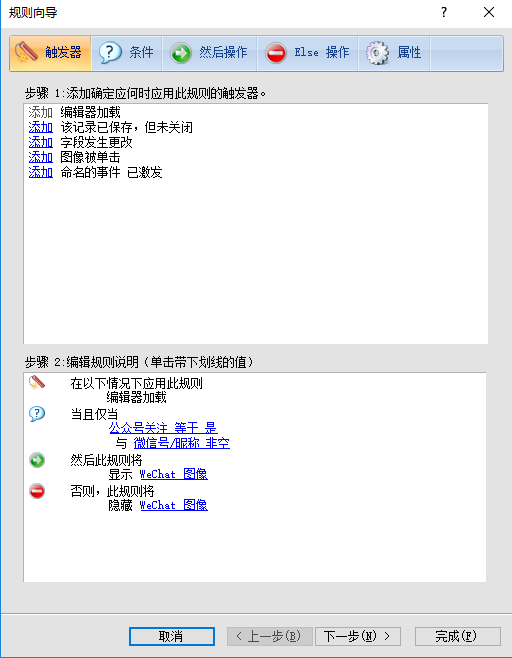 规则向导
?
触发器 条件 然后操作 Else 操作 属性
步骤 1:添加确定应何时应用此规则的触发器。
添加 编辑器加载
添加 该记录已保存，但未关闭
添加 字段发生更改
添加 图像被单击
添加 命名的事件 已激发
步骤 2:编辑规则说明（单击带下划线的值）
在以下情况下应用此规则
编辑器加载
当且仅当
公众号关注 等于 是
与 微信号/昵称 非空
然后此规则将
显示 WeChat 图像
否则，此规则将
隐藏 WeChat 图像
取消 < 上一步(B) 下一步(N) > 完成(F)